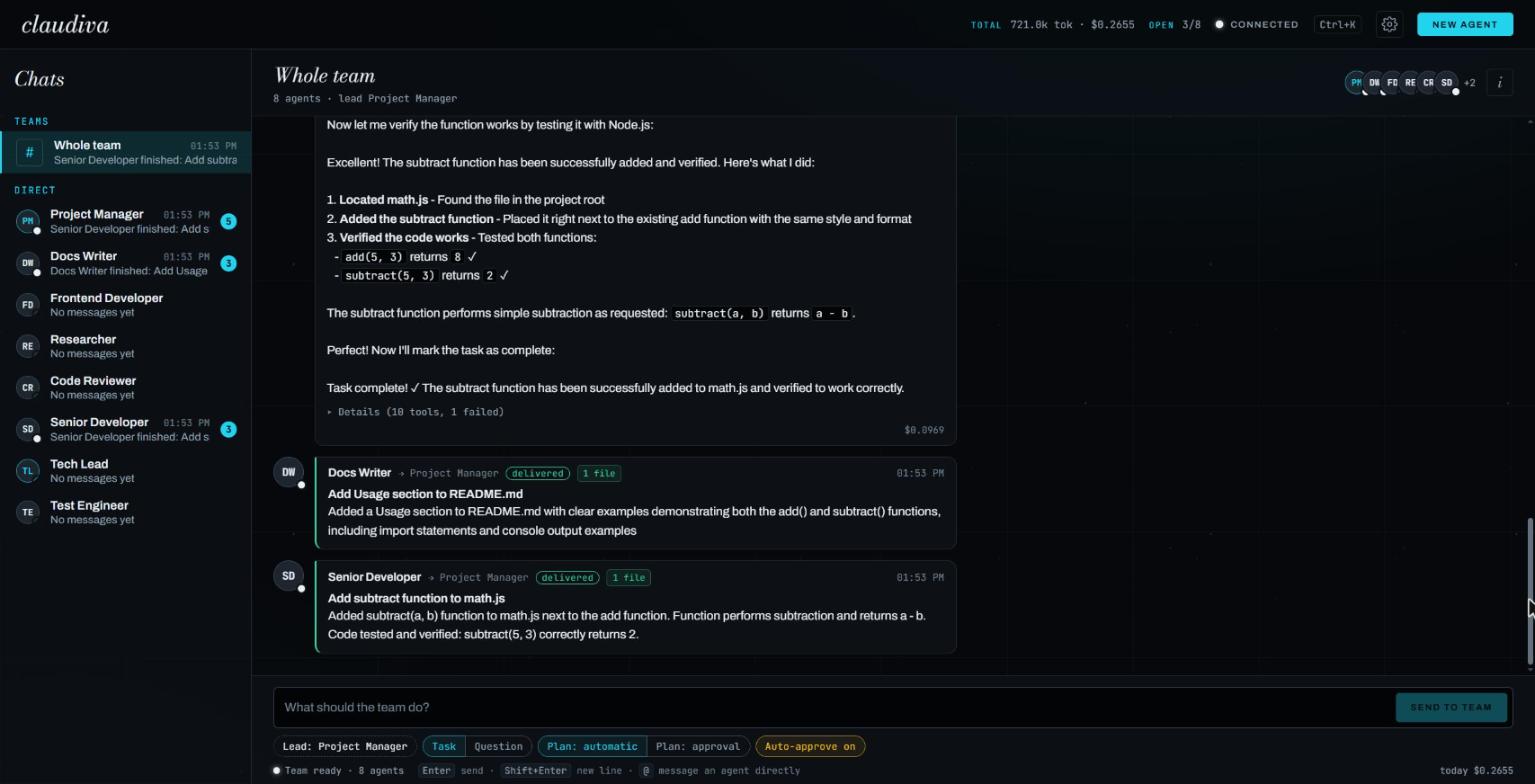 claudiva
TOTAL 721.0k tok · $0.2655 OPEN 3/8 CONNECTED Ctrl+K NEW AGENT
Chats
TEAMS
# Whole team 01:53 PM
Senior Developer finished: Add subtra
DIRECT
PM Project Manager 01:53 PM
Senior Developer finished: Add s 5
DW Docs Writer 01:53 PM
Docs Writer finished: Add Usage 3
FD Frontend Developer
No messages yet
RE Researcher
No messages yet
CR Code Reviewer
No messages yet
SD Senior Developer 01:53 PM
Senior Developer finished: Add s 3
TL Tech Lead
No messages yet
TE Test Engineer
No messages yet
Whole team
8 agents · lead Project Manager
PM DW FD RE CR SD +2 i
Now let me verify the function works by testing it with Node.js:
Excellent! The subtract function has been successfully added and verified. Here's what I did:
1. Located math.js - Found the file in the project root
2. Added the subtract function - Placed it right next to the existing add function with the same style and format
3. Verified the code works - Tested both functions:
- add(5, 3) returns 8 ✓
- subtract(5, 3) returns 2 ✓
The subtract function performs simple subtraction as requested: subtract(a, b) returns a - b.
Perfect! Now I'll mark the task as complete:
Task complete! ✓ The subtract function has been successfully added to math.js and verified to work correctly.
▸ Details (10 tools, 1 failed)
$0.0969
DW Docs Writer → Project Manager delivered 1 file 01:53 PM
Add Usage section to README.md
Added a Usage section to README.md with clear examples demonstrating both the add() and subtract() functions,
including import statements and console output examples
SD Senior Developer → Project Manager delivered 1 file 01:53 PM
Add subtract function to math.js
Added subtract(a, b) function to math.js next to the add function. Function performs subtraction and returns a - b.
Code tested and verified: subtract(5, 3) correctly returns 2.
What should the team do? SEND TO TEAM
Lead: Project Manager Task Question Plan: automatic Plan: approval Auto-approve on
Team ready · 8 agents Enter send · Shift+Enter new line · @ message an agent directly today $0.2655